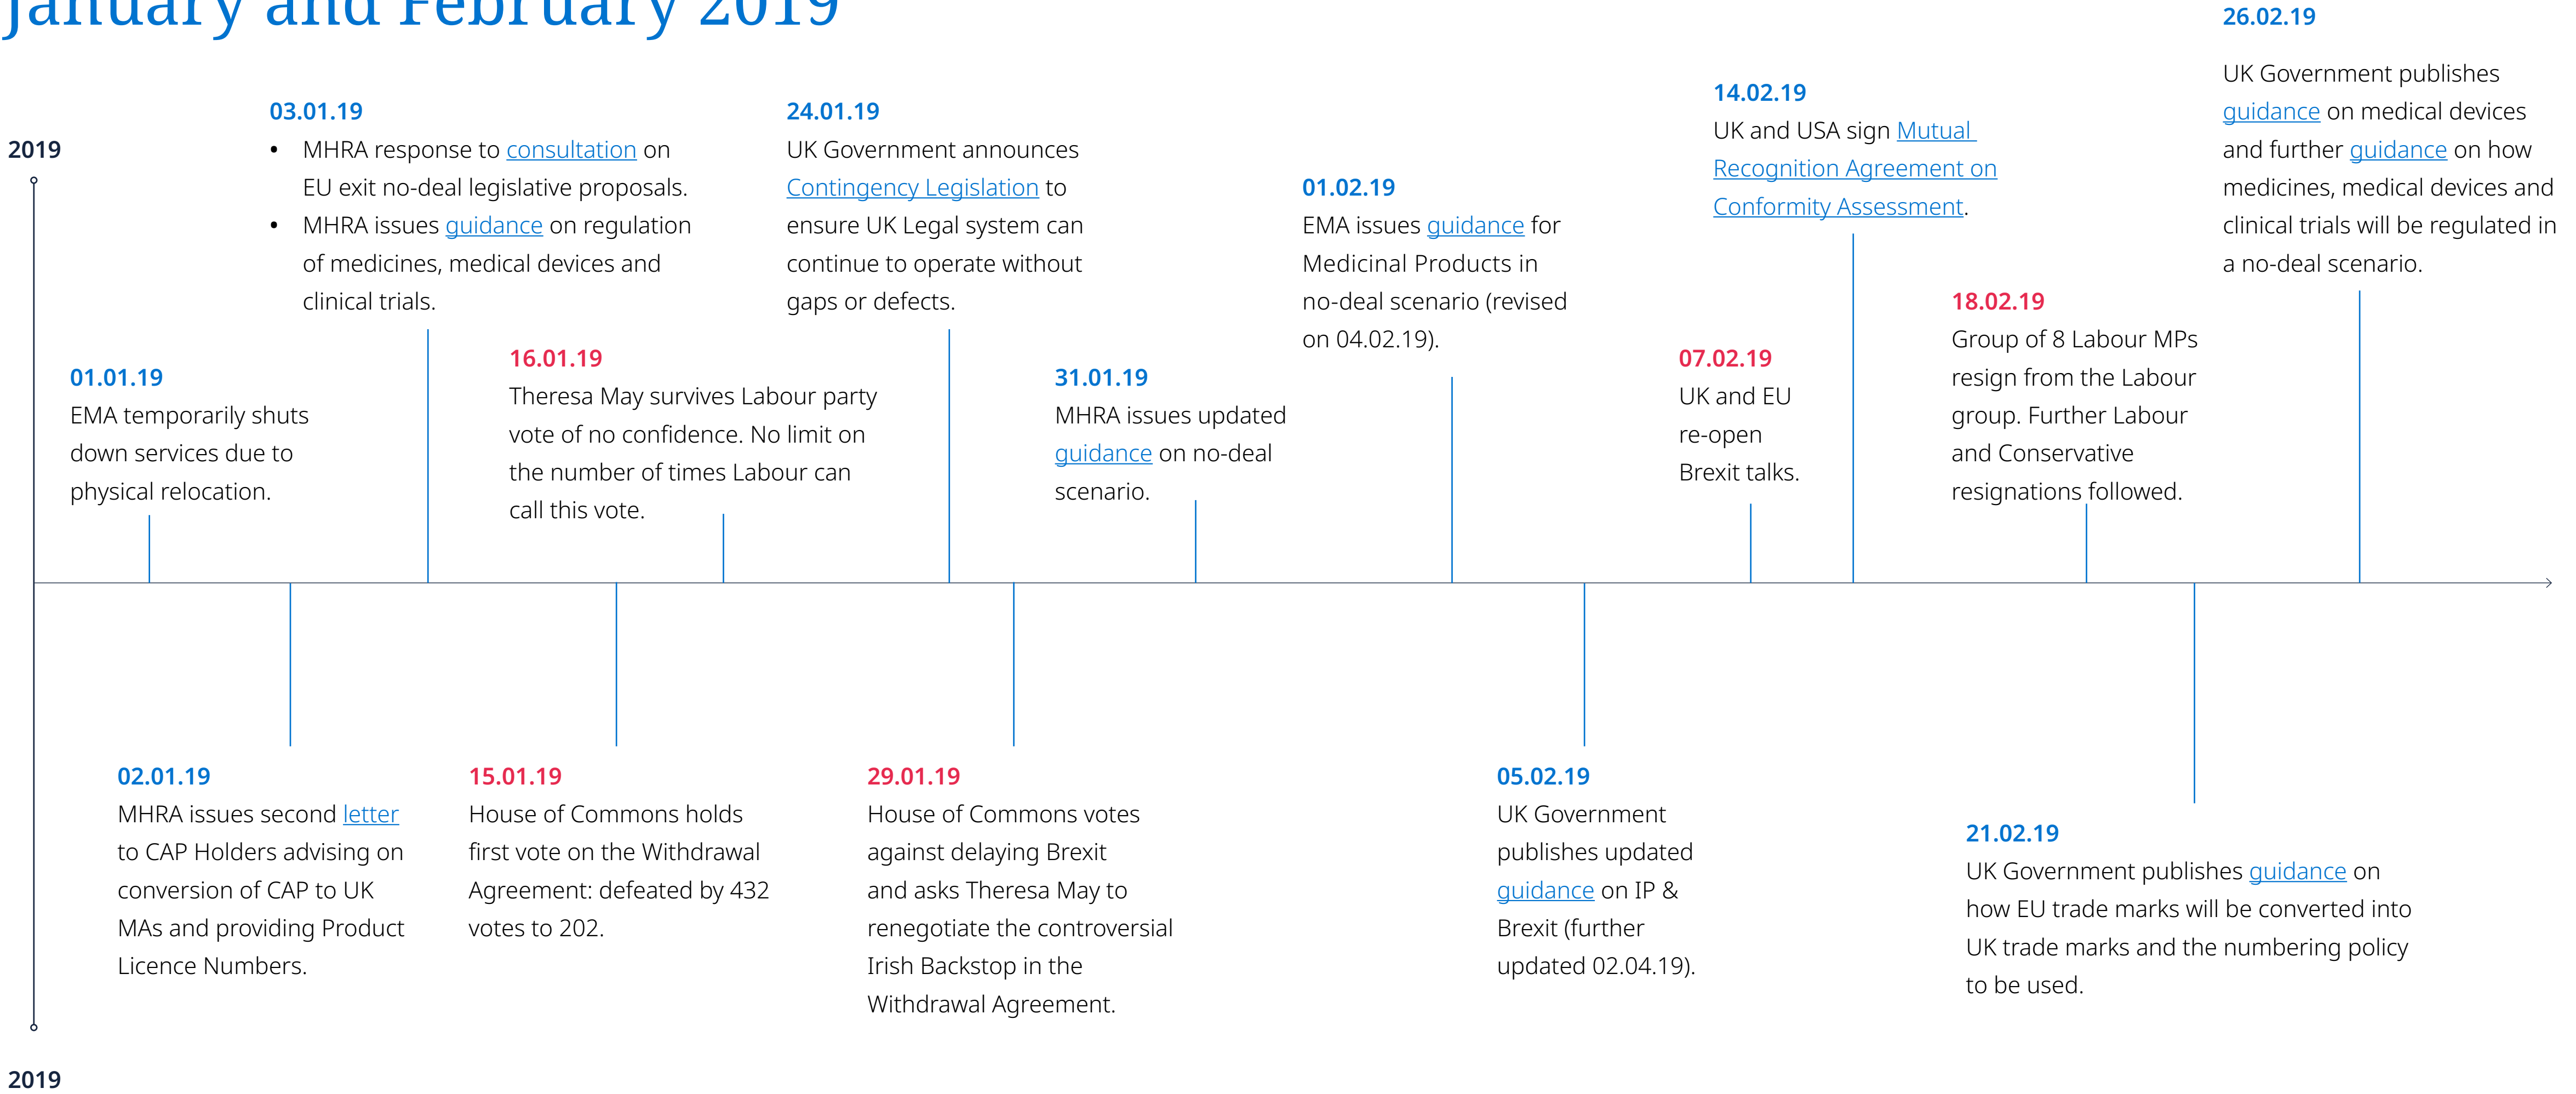 January and February 2019
2019
01.01.19
EMA temporarily shuts
down services due to
physical relocation.
02.01.19
MHRA issues second letter
to CAP Holders advising on
conversion of CAP to UK
MAs and providing Product
Licence Numbers.
03.01.19
• MHRA response to consultation on
EU exit no-deal legislative proposals.
• MHRA issues guidance on regulation
of medicines, medical devices and
clinical trials.
15.01.19
House of Commons holds
first vote on the Withdrawal
Agreement: defeated by 432
votes to 202.
16.01.19
Theresa May survives Labour party
vote of no confidence. No limit on
the number of times Labour can
call this vote.
24.01.19
UK Government announces
Contingency Legislation to
ensure UK Legal system can
continue to operate without
gaps or defects.
29.01.19
House of Commons votes
against delaying Brexit
and asks Theresa May to
renegotiate the controversial
Irish Backstop in the
Withdrawal Agreement.
31.01.19
MHRA issues updated
guidance on no-deal
scenario.
01.02.19
EMA issues guidance for
Medicinal Products in
no-deal scenario (revised
on 04.02.19).
05.02.19
UK Government
publishes updated
guidance on IP &
Brexit (further
updated 02.04.19).
07.02.19
UK and EU
re-open
Brexit talks.
14.02.19
UK and USA sign Mutual
Recognition Agreement on
Conformity Assessment.
18.02.19
Group of 8 Labour MPs
resign from the Labour
group. Further Labour
and Conservative
resignations followed.
21.02.19
UK Government publishes guidance on
how EU trade marks will be converted into
UK trade marks and the numbering policy
to be used.
26.02.19
UK Government publishes
guidance on medical devices
and further guidance on how
medicines, medical devices and
clinical trials will be regulated in
a no-deal scenario.
2019